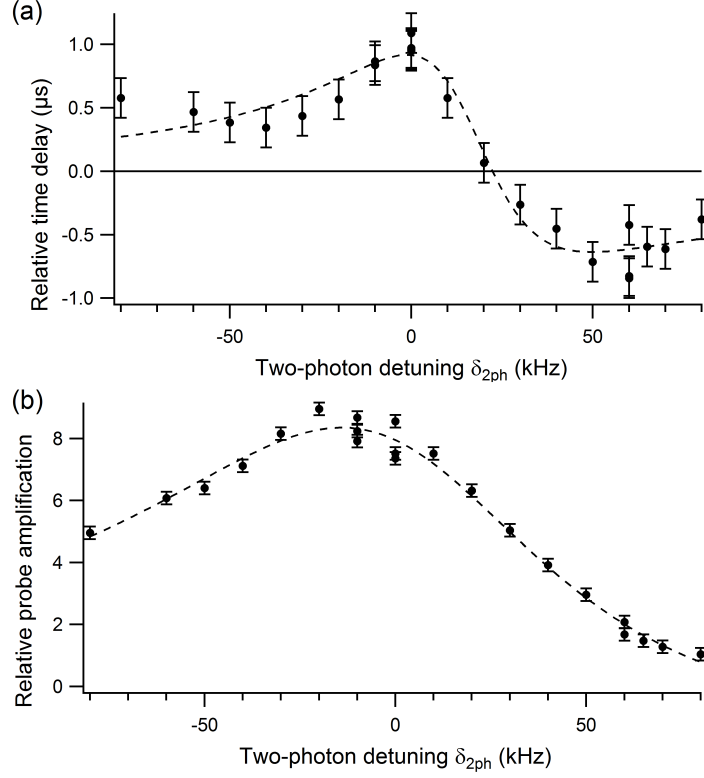 (a)
Relative time delay (μs)
1.0
0.5
0.0
-0.5
-1.0
-50
0
50
Two-photon detuning δ2ph (kHz)
(b)
Relative probe amplification
8
6
4
2
0
-50
0
50
Two-photon detuning δ2ph (kHz)